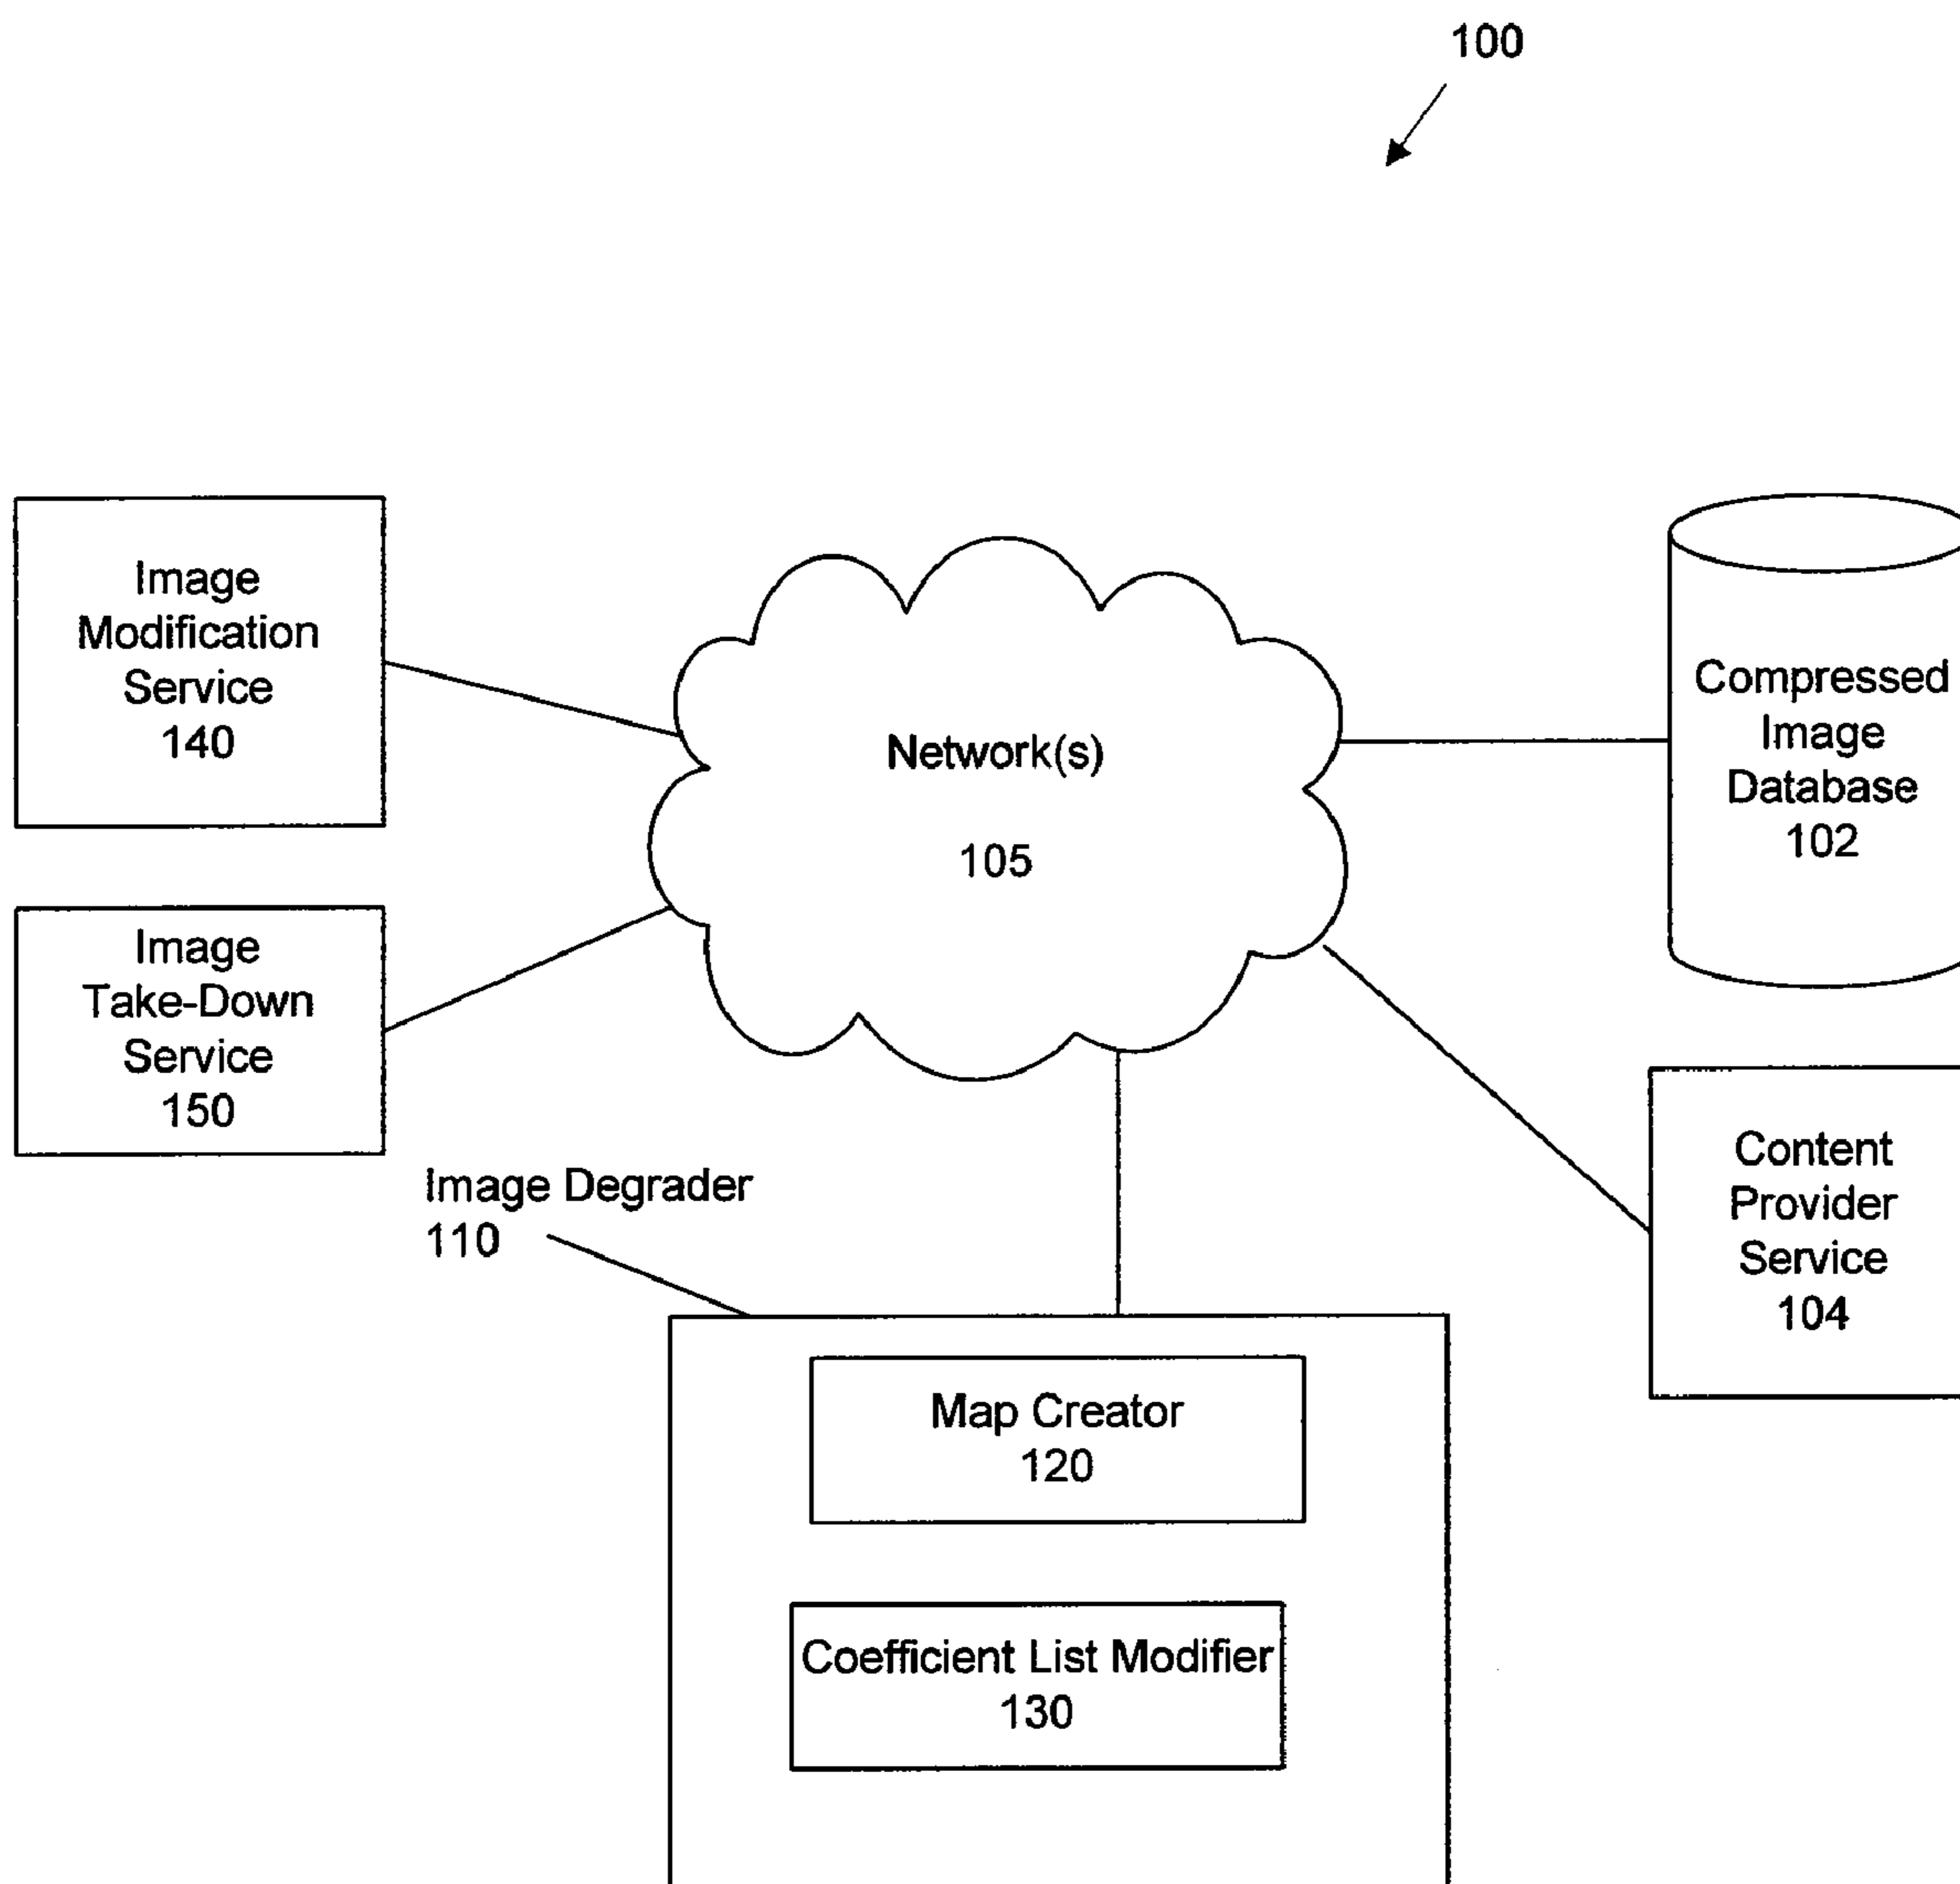 100
Image
Modification
Service
140
Network(s)
105
Compressed
Image
Database
102
Image
Take-Down
Service
150
Content
Provider
Service
104
Image Degrader
110
Map Creator
120
Coefficient List Modifier
130